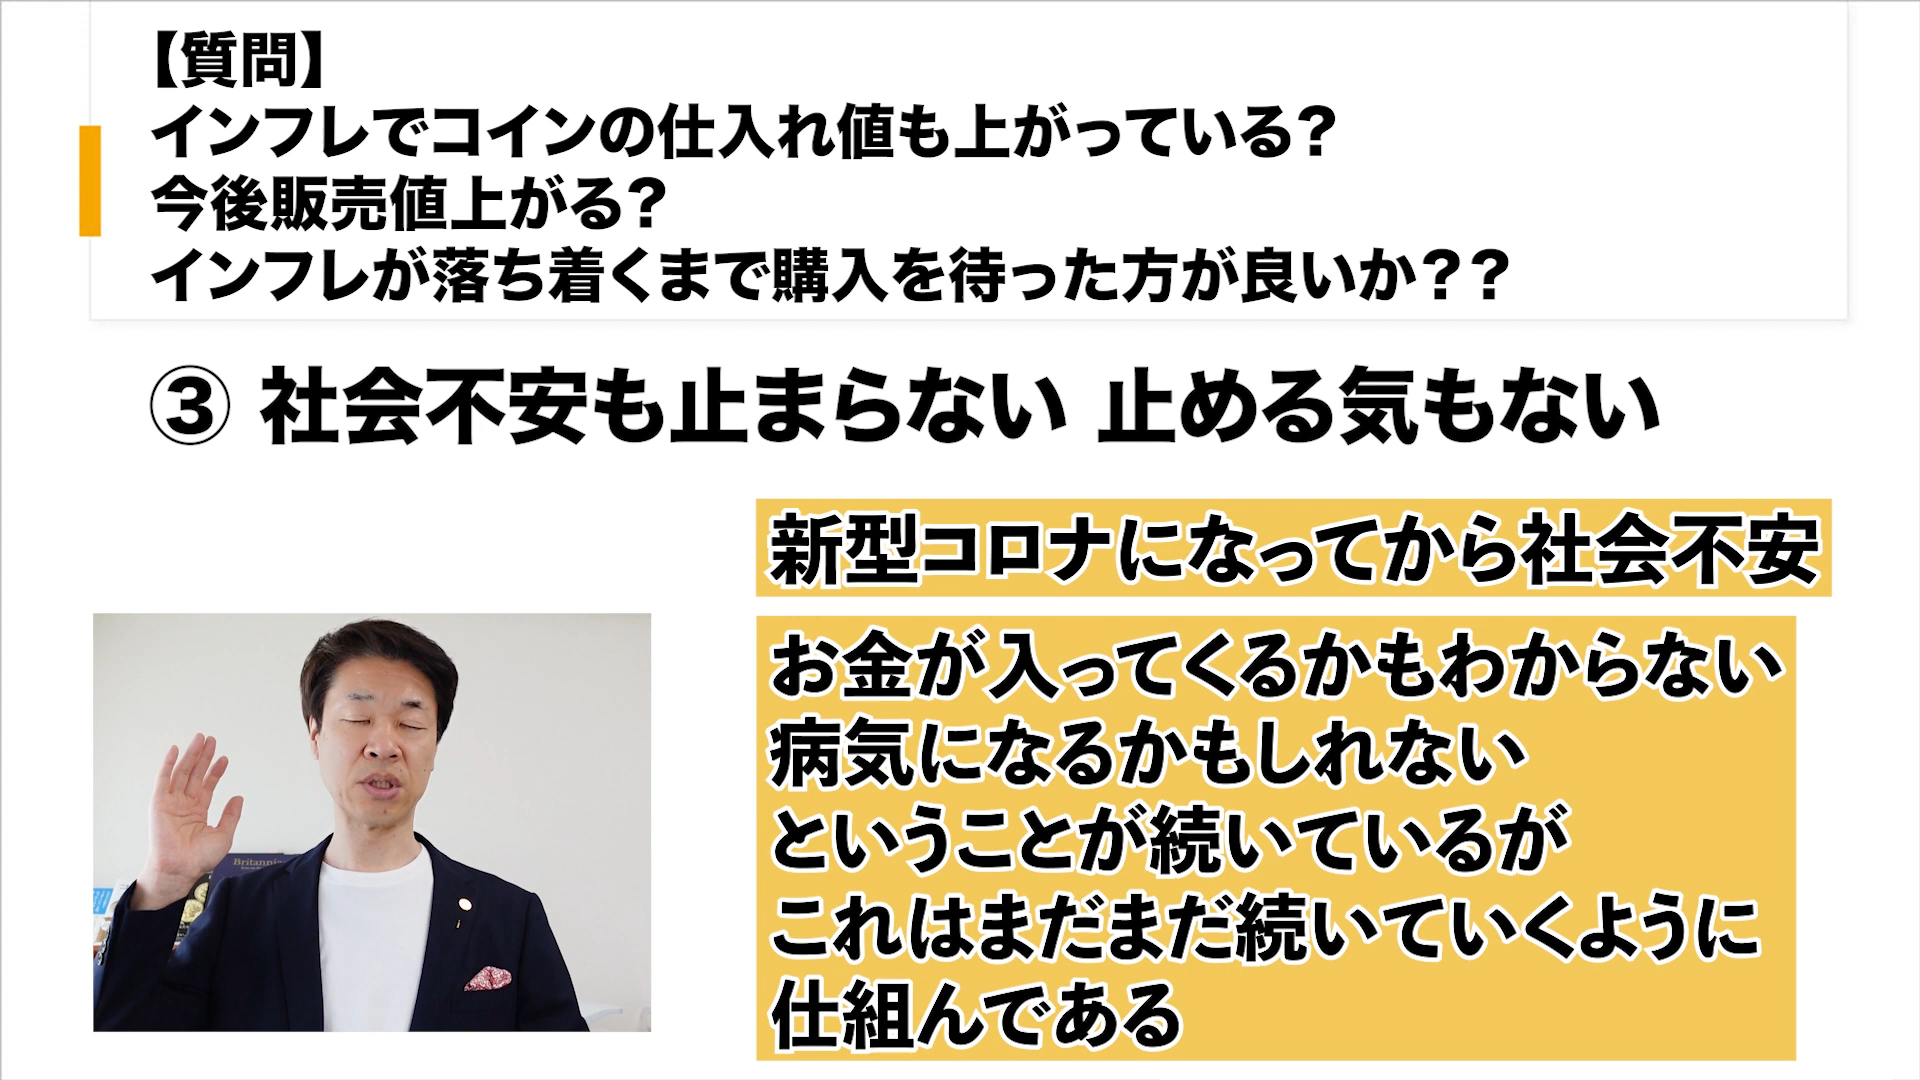 【質問】
インフレでコインの仕入れ値も上がっている？
今後販売値上がる？
インフレが落ち着くまで購入を待った方が良いか？？
③ 社会不安も止まらない 止める気もない
新型コロナになってから社会不安
お金が入ってくるかもわからない
病気になるかもしれない
ということが続いているが
これはまだまだ続いていくように
仕組んである